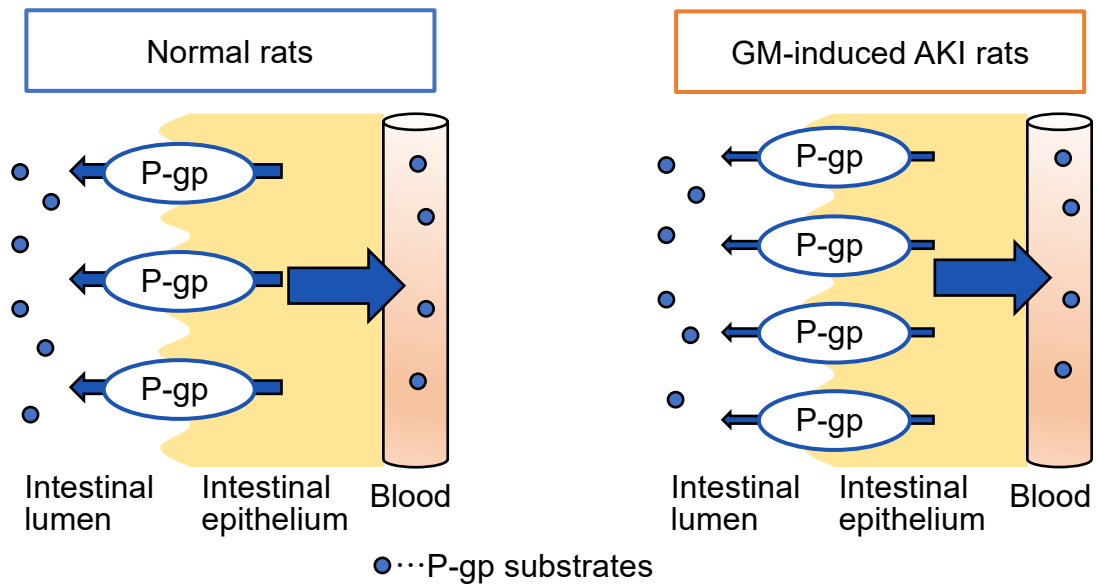 Normal rats
GM-induced AKI rats
P-gp
P-gp
P-gp
P-gp
P-gp
P-gp
P-gp
Intestinal
lumen
Intestinal
epithelium
Blood
Intestinal
lumen
Intestinal
epithelium
Blood
···P-gp substrates